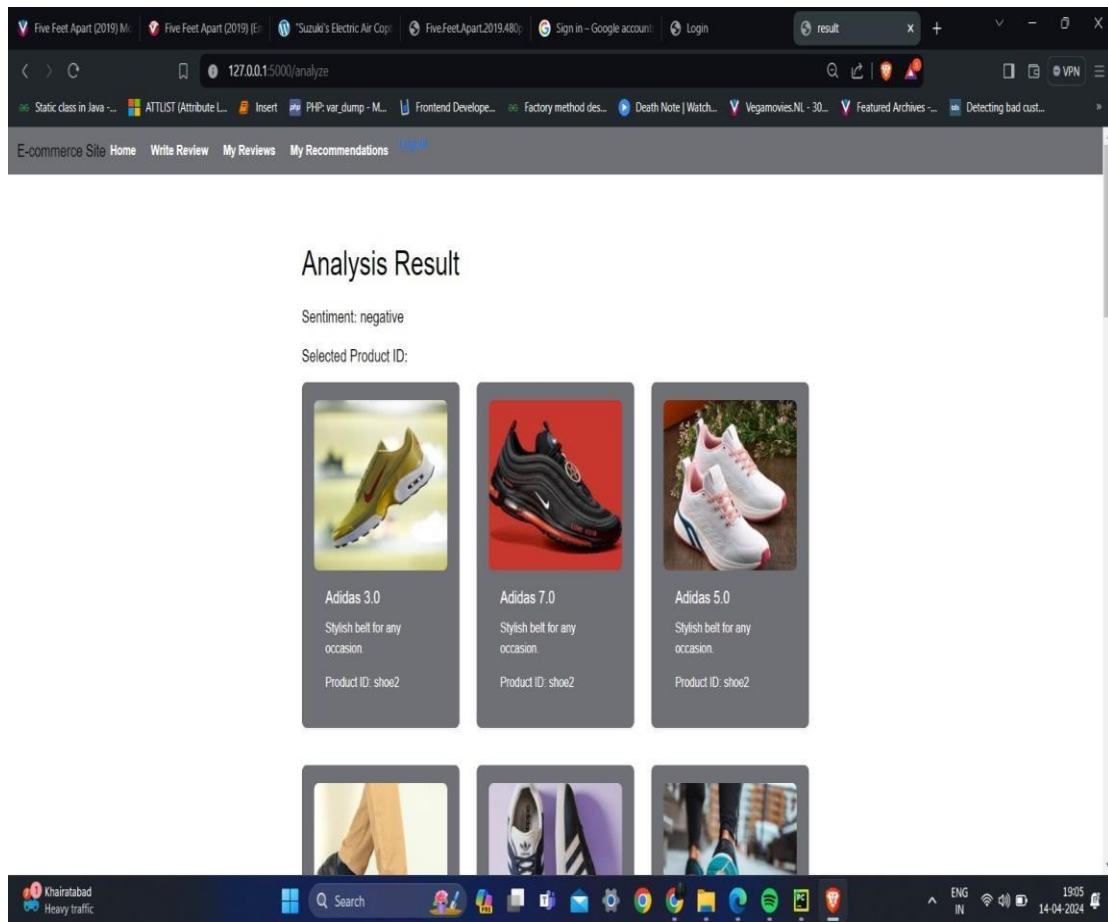 Five Feet Apart (2019) Mo
Five Feet Apart (2019) (En
"Suzuki's Electric Air Copt
Five.Feet.Apart.2019.480p
Sign in – Google accounts
Login
result
127.0.0.1:5000/analyze
VPN
Static class in Java -...
ATTLIST (Attribute L...
Insert
PHP: var_dump - M...
Frontend Develope...
Factory method des...
Death Note | Watch...
Vegamovies.NL - 30...
Featured Archives -...
Detecting bad cust...
E-commerce Site Home Write Review My Reviews My Recommendations Logout
Analysis Result
Sentiment: negative
Selected Product ID:
Adidas 3.0
Stylish belt for any
occasion.
Product ID: shoe2
Adidas 7.0
Stylish belt for any
occasion.
Product ID: shoe2
Adidas 5.0
Stylish belt for any
occasion.
Product ID: shoe2
Khairatabad
Heavy traffic
Search
ENG
IN
19:05
14-04-2024